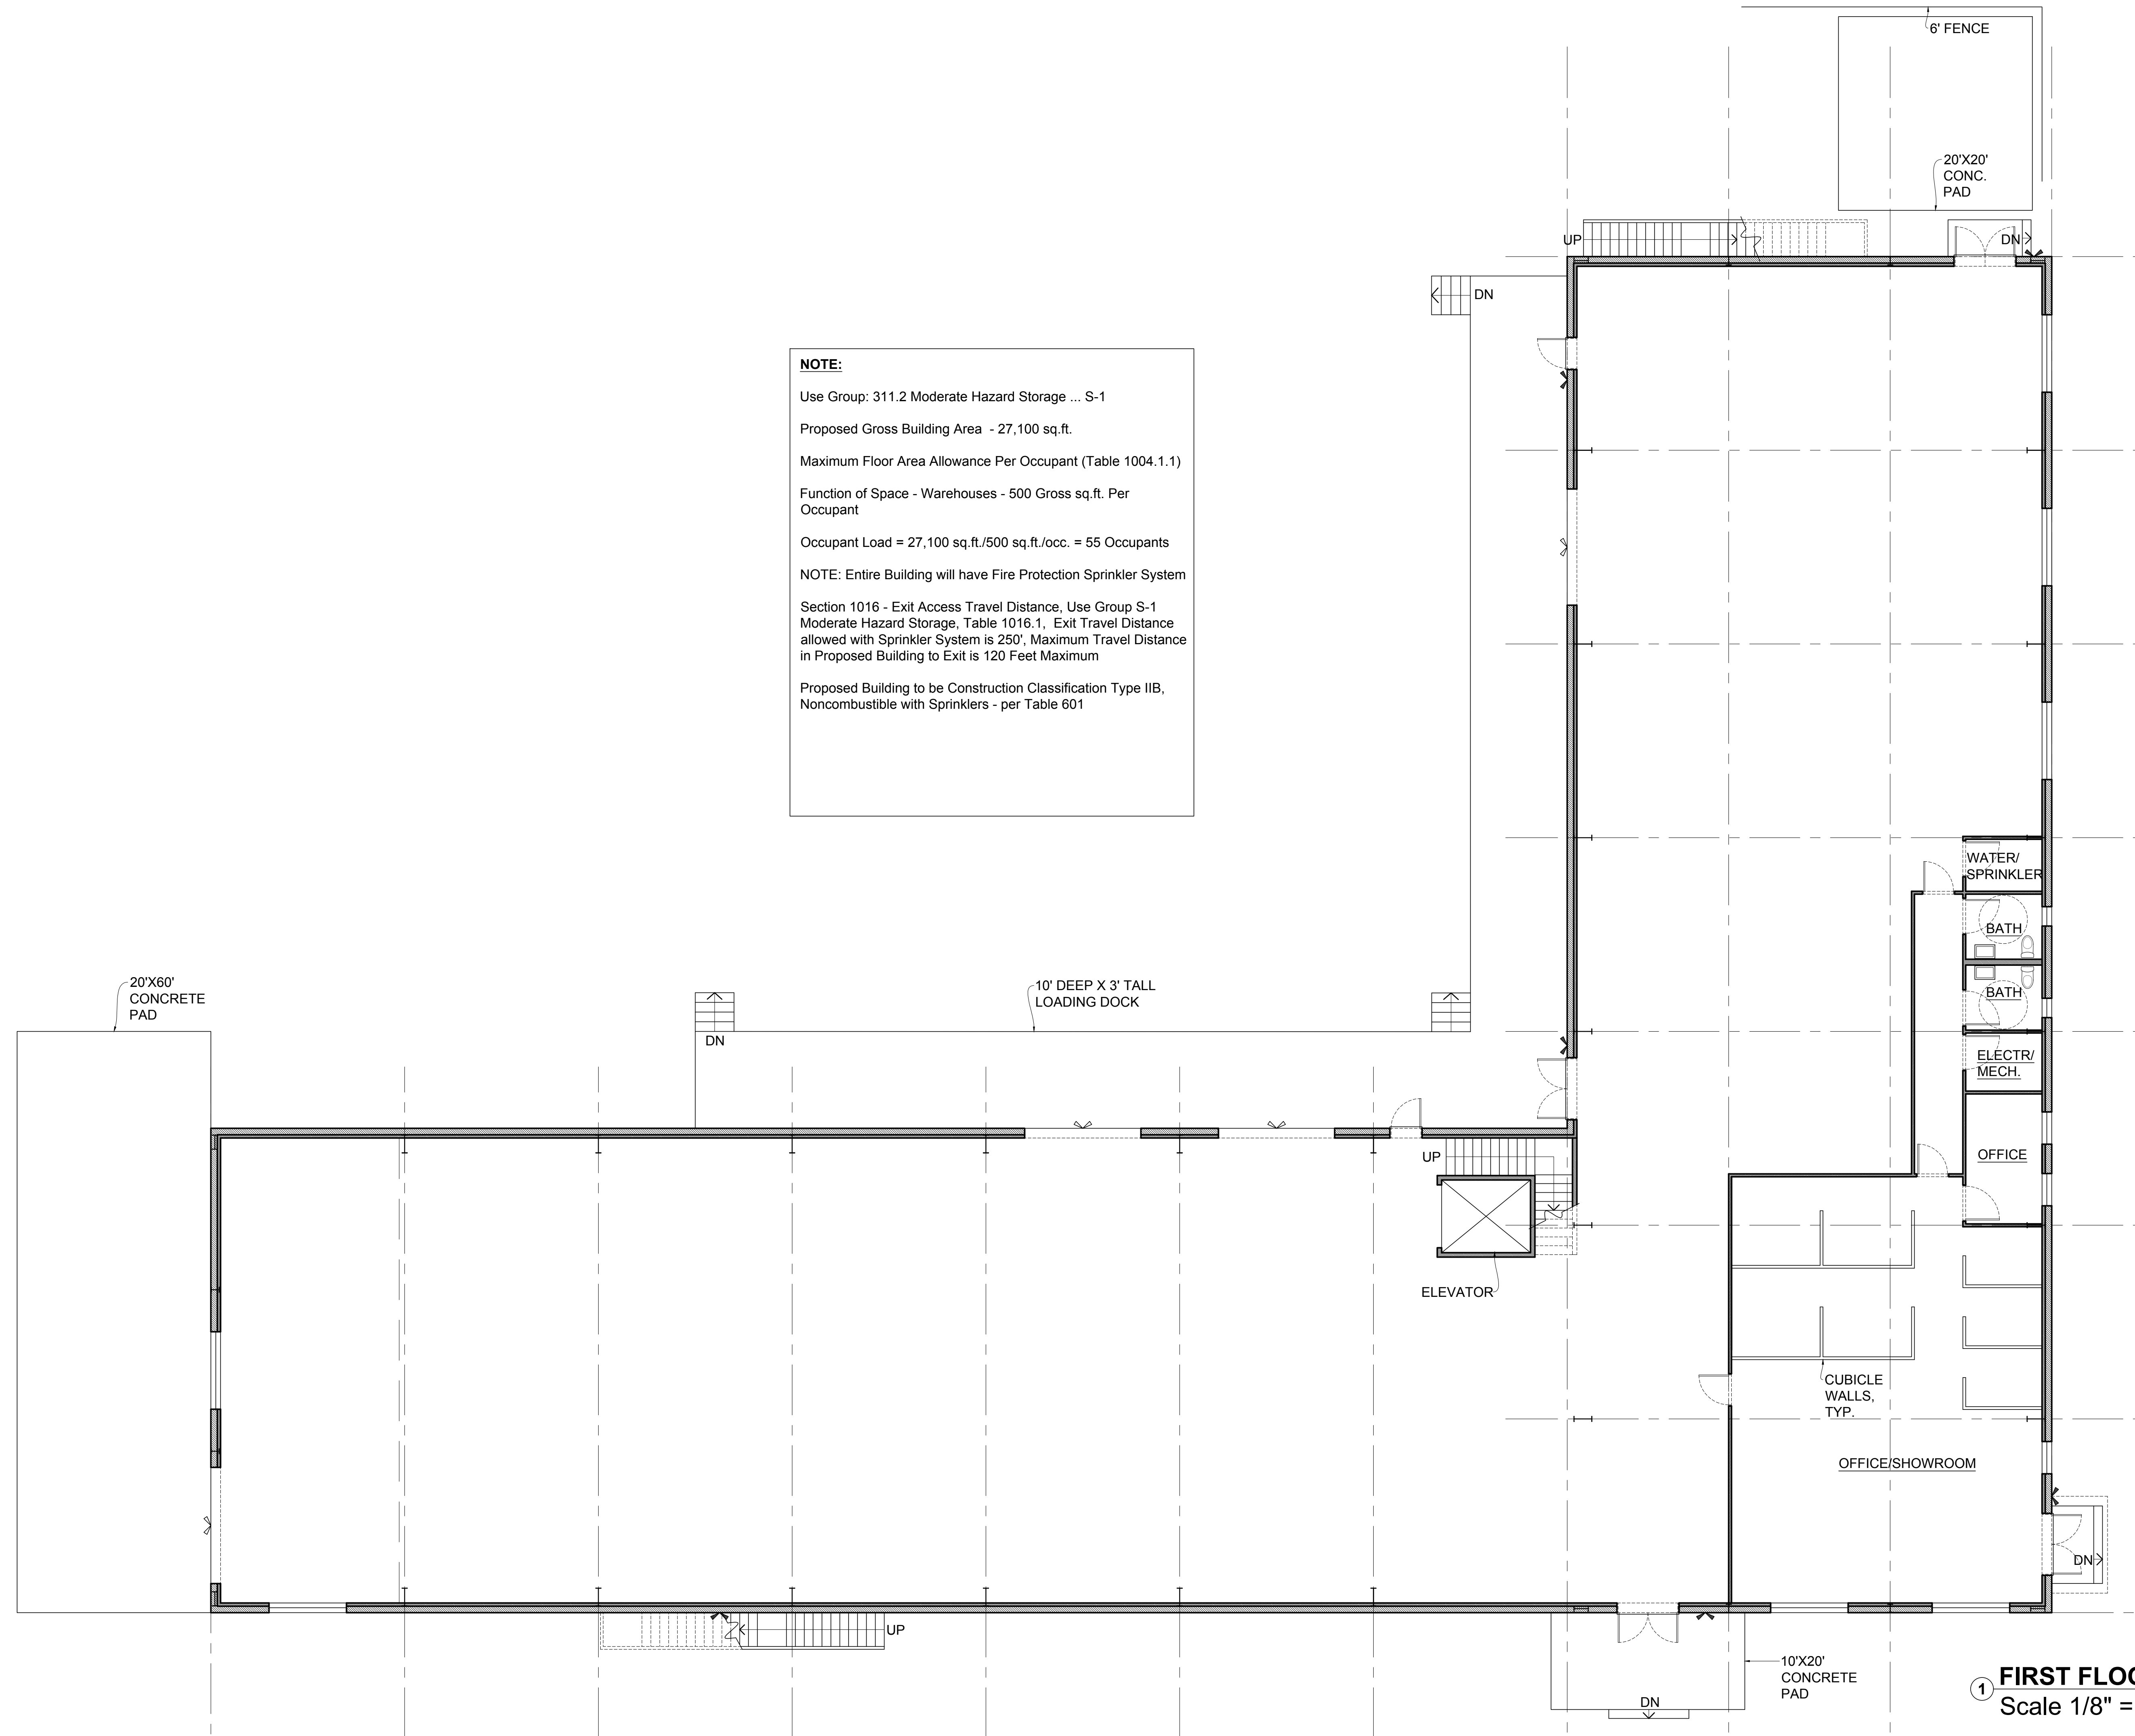 6' FENCE
20'X20'
CONC.
PAD
UP
DN
DN
NOTE:
Use Group: 311.2 Moderate Hazard Storage ... S-1
Proposed Gross Building Area - 27,100 sq.ft.
Maximum Floor Area Allowance Per Occupant (Table 1004.1.1)
Function of Space - Warehouses - 500 Gross sq.ft. Per
Occupant
Occupant Load = 27,100 sq.ft./500 sq.ft./occ. = 55 Occupants
NOTE: Entire Building will have Fire Protection Sprinkler System
Section 1016 - Exit Access Travel Distance, Use Group S-1
Moderate Hazard Storage, Table 1016.1, Exit Travel Distance
allowed with Sprinkler System is 250', Maximum Travel Distance
in Proposed Building to Exit is 120 Feet Maximum
Proposed Building to be Construction Classification Type IIB,
Noncombustible with Sprinklers - per Table 601
WATER/
SPRINKLER
BATH
BATH
20'X60'
CONCRETE
PAD
10' DEEP X 3' TALL
LOADING DOCK
DN
ELECTR/
MECH.
OFFICE
UP
ELEVATOR
CUBICLE
WALLS,
TYP.
OFFICE/SHOWROOM
DN
UP
10'X20'
CONCRETE
PAD
DN
1
FIRST FLOO
Scale 1/8" =